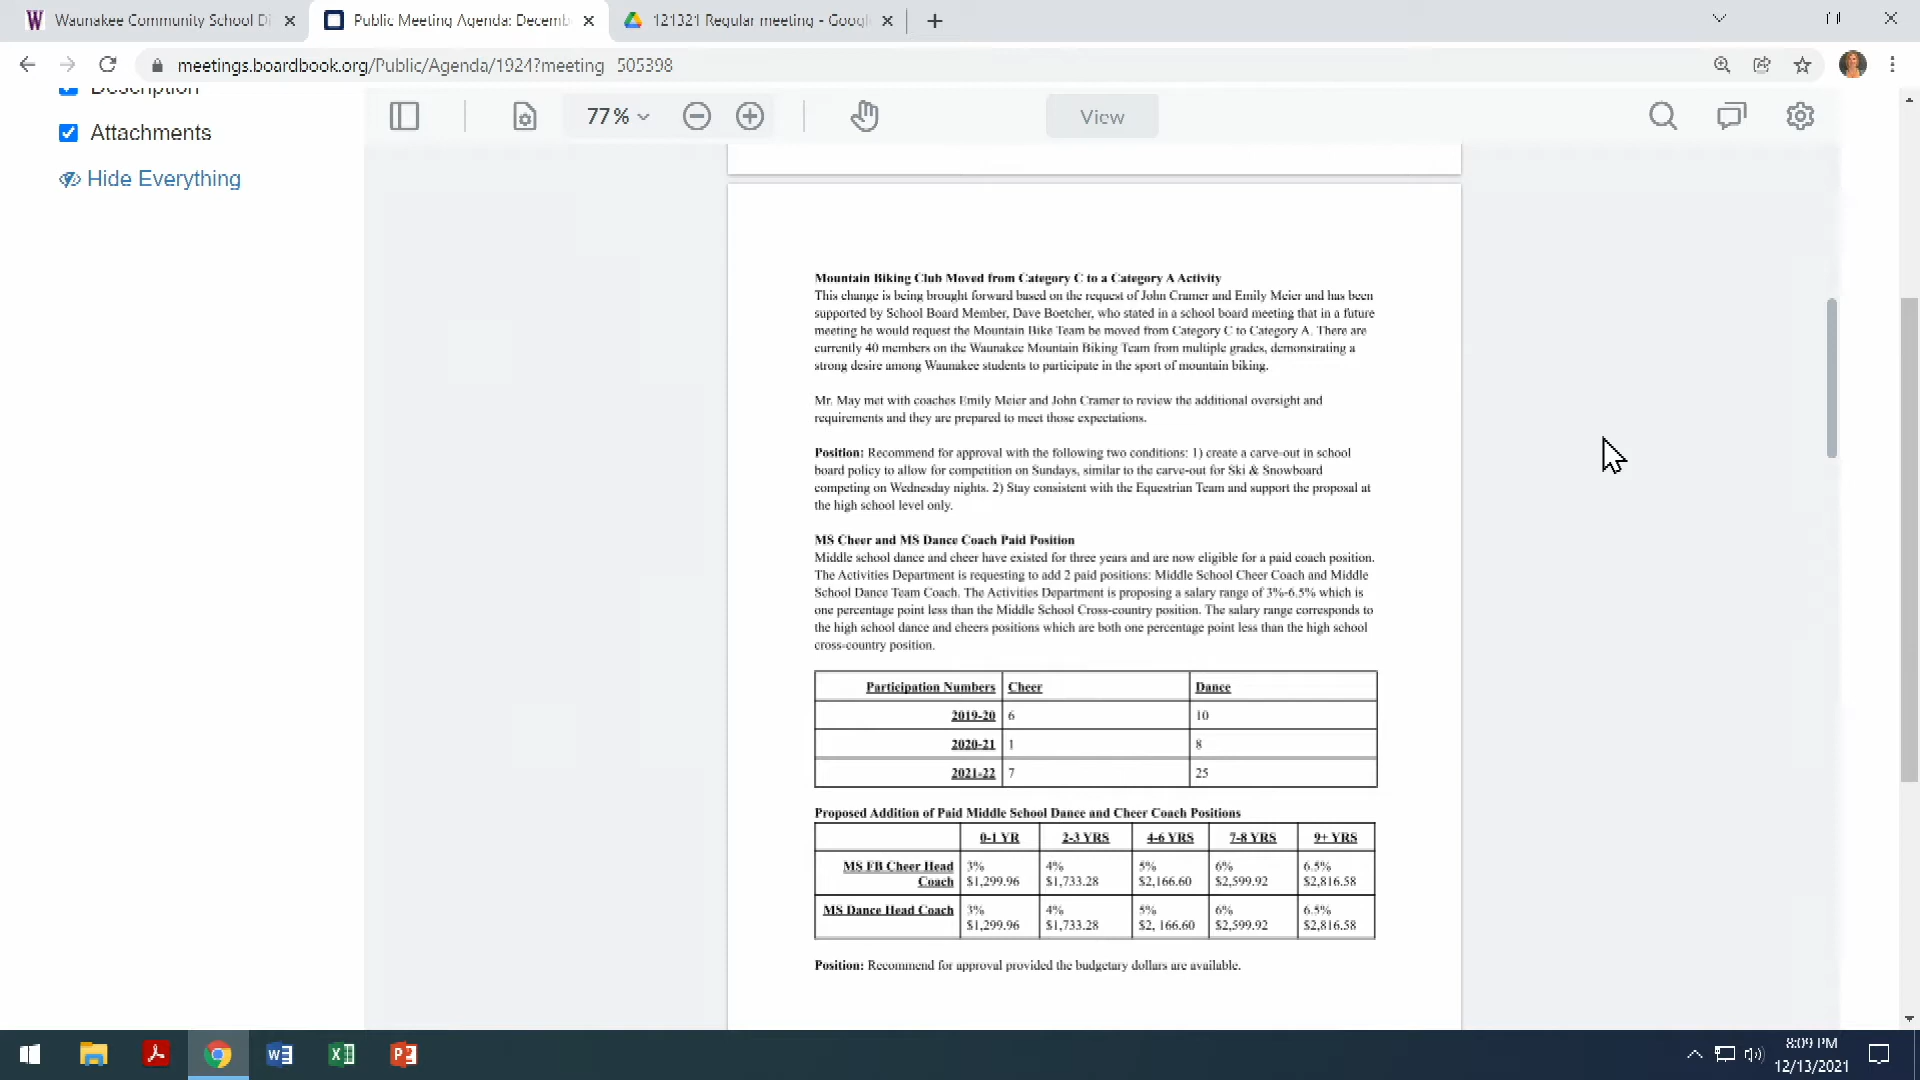 Waunakee Community School Di
Public Meeting Agenda: Decemb
121321 Regular meeting - Googl
meetings.boardbook.org/Public/Agenda/1924?meeting 505398
Description
Attachments
Hide Everything
77%
View
Mountain Biking Club Moved from Category C to a Category A Activity
This change is being brought forward based on the request of John Cramer and Emily Meier and has been
supported by School Board Member, Dave Boetcher, who stated in a school board meeting that in a future
meeting he would request the Mountain Bike Team be moved from Category C to Category A. There are
currently 40 members on the Waunakee Mountain Biking Team from multiple grades, demonstrating a
strong desire among Waunakee students to participate in the sport of mountain biking.
Mr. May met with coaches Emily Meier and John Cramer to review the additional oversight and
requirements and they are prepared to meet those expectations.
Position: Recommend for approval with the following two conditions: 1) create a carve-out in school
board policy to allow for competition on Sundays, similar to the carve-out for Ski & Snowboard
competing on Wednesday nights. 2) Stay consistent with the Equestrian Team and support the proposal at
the high school level only.
MS Cheer and MS Dance Coach Paid Position
Middle school dance and cheer have existed for three years and are now eligible for a paid coach position.
The Activities Department is requesting to add 2 paid positions: Middle School Cheer Coach and Middle
School Dance Team Coach. The Activities Department is proposing a salary range of 3%-6.5% which is
one percentage point less than the Middle School Cross-country position. The salary range corresponds to
the high school dance and cheers positions which are both one percentage point less than the high school
cross-country position.
Participation Numbers Cheer Dance
2019-20 6 10
2020-21 1 8
2021-22 7 25
Proposed Addition of Paid Middle School Dance and Cheer Coach Positions
0-1 YR 2-3 YRS 4-6 YRS 7-8 YRS 9+ YRS
MS FB Cheer Head 3% 4% 5% 6% 6.5%
Coach $1,299.96 $1,733.28 $2,166.60 $2,599.92 $2,816.58
MS Dance Head Coach 3% 4% 5% 6% 6.5%
$1,299.96 $1,733.28 $2, 166.60 $2,599.92 $2,816.58
Position: Recommend for approval provided the budgetary dollars are available.
8:09 PM
12/13/2021